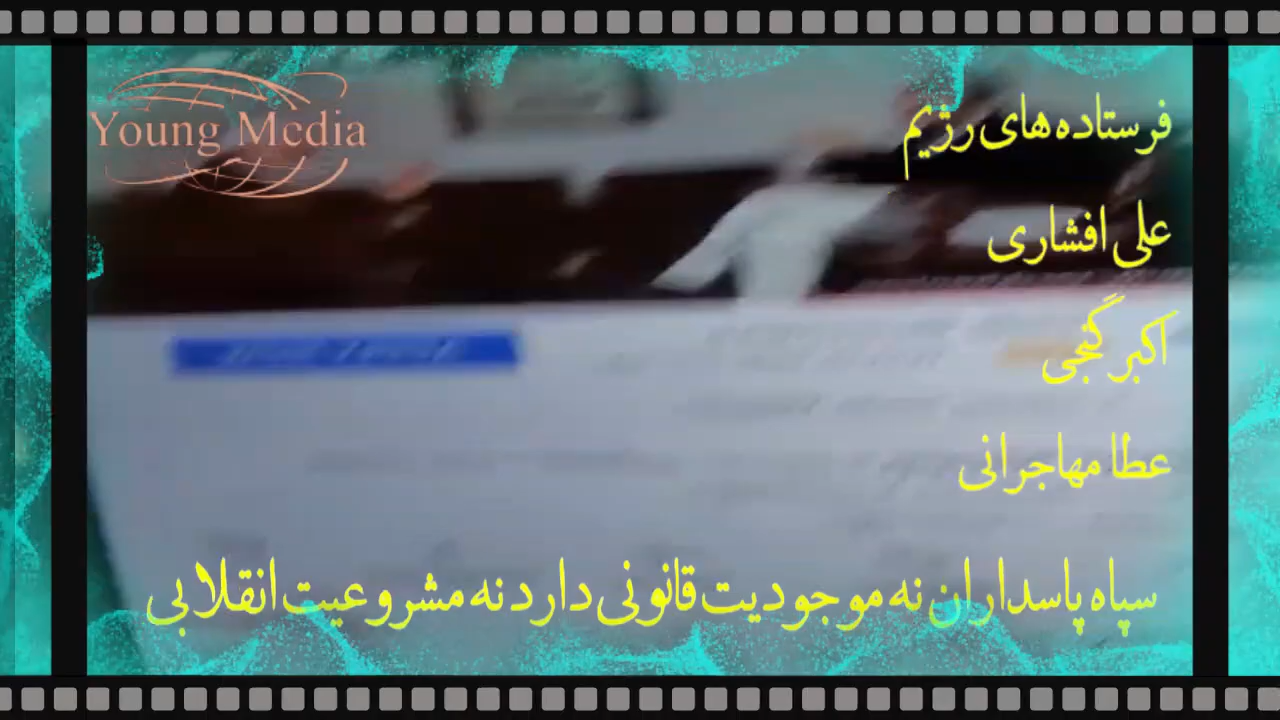 Young Media
فرستاده های رژیم
علی افشاری
اکبر گنجی
عطا مهاجرانی
سپاه پاسداران نه موجودیت قانونی دارد نه مشروعیت انقلابی